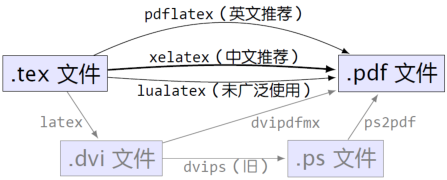 pdflatex（英文推荐）
xelatex（中文推荐）
.tex 文件
.pdf 文件
lualatex（未广泛使用）
latex
dvipdfmx
ps2pdf
.dvi 文件
dvips（旧）
.ps 文件